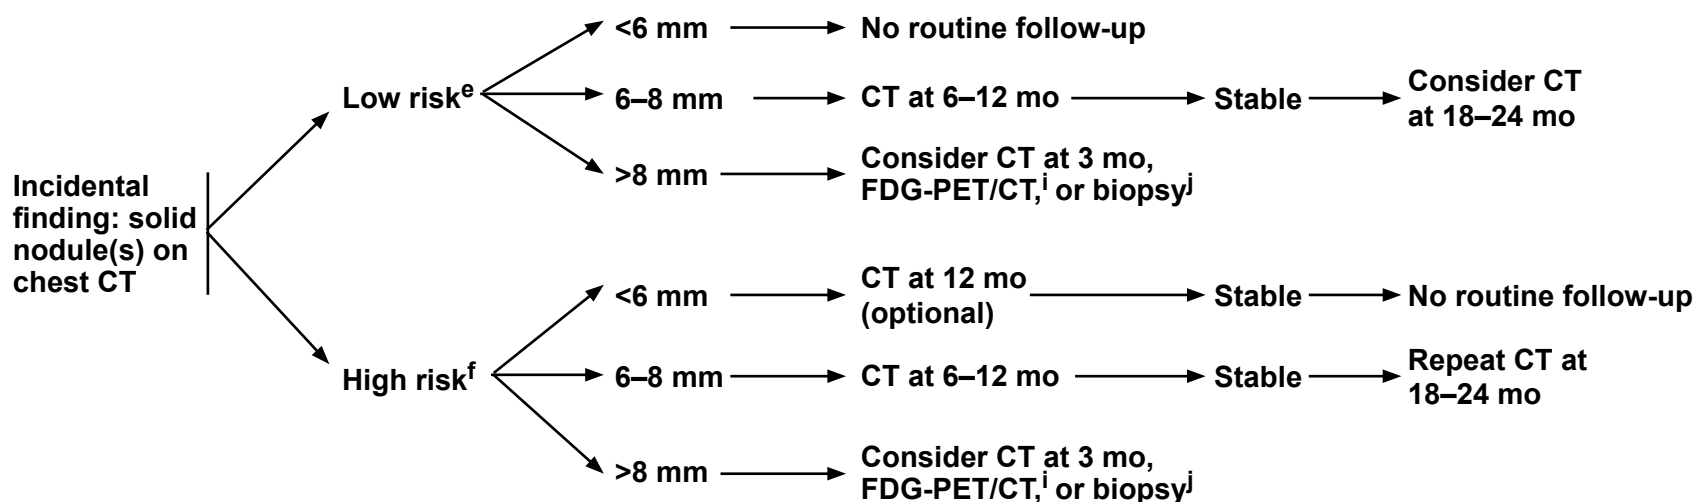 Incidental
finding: solid
nodule(s) on
chest CT
Low riskᵉ
<6 mm
No routine follow-up
6–8 mm
CT at 6–12 mo
Stable
Consider CT
at 18–24 mo
>8 mm
Consider CT at 3 mo,
FDG-PET/CT,ⁱ or biopsyʲ
High riskᶠ
<6 mm
CT at 12 mo
(optional)
Stable
No routine follow-up
6–8 mm
CT at 6–12 mo
Stable
Repeat CT at
18–24 mo
>8 mm
Consider CT at 3 mo,
FDG-PET/CT,ⁱ or biopsyʲ